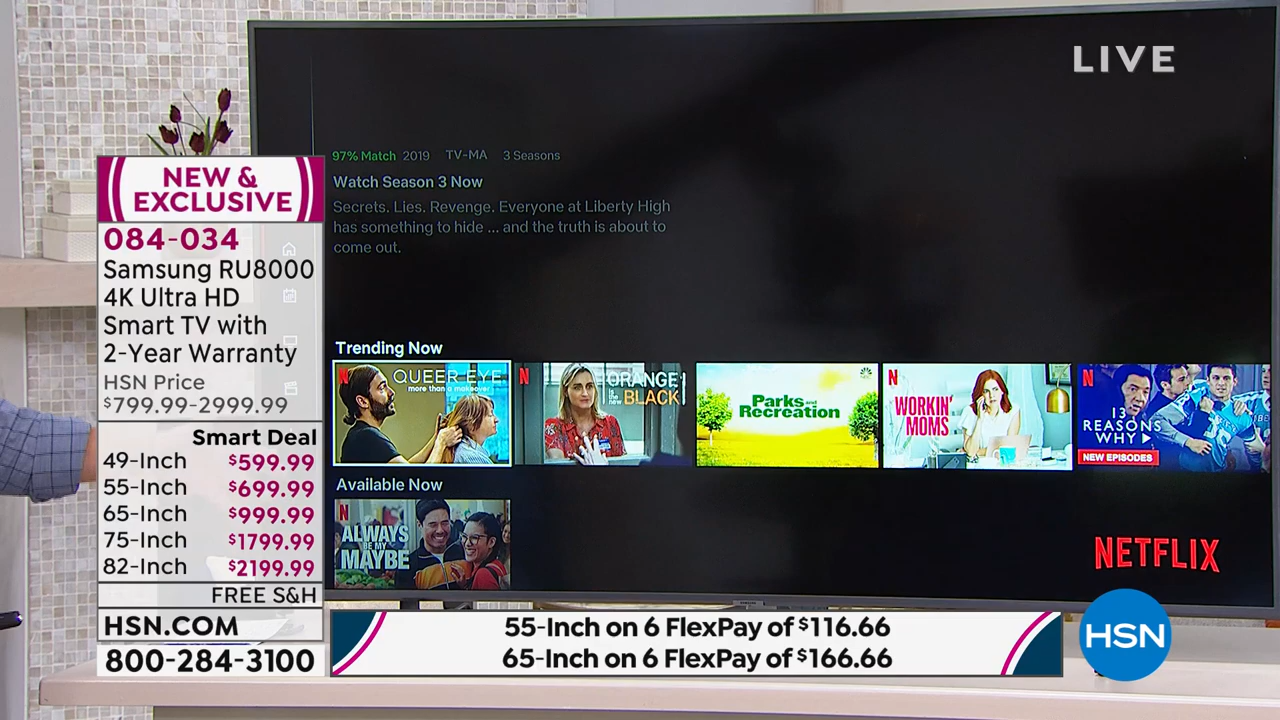 LIVE
NEW &
EXCLUSIVE
084-034
Samsung RU8000
4K Ultra HD
Smart TV with
2-Year Warranty
HSN Price
$799.99-2999.99
Smart Deal
49-Inch $599.99
55-Inch $699.99
65-Inch $999.99
75-Inch $1799.99
82-Inch $2199.99
FREE S&H
HSN.COM
800-284-3100
97% Match 2019 TV-MA 3 Seasons
Watch Season 3 Now
Secrets. Lies. Revenge. Everyone at Liberty High
has something to hide ... and the truth is about to
come out.
Trending Now
N
QUEER EYE
more than a makeover
N
ORANGE
is the new
BLACK
Parks and
Recreation
N
WORKIN'
MOMS
N
13
REASONS
WHY
NEW EPISODES
Available Now
N
ALWAYS
BE MY
MAYBE
NETFLIX
SAMSUNG
55-Inch on 6 FlexPay of $116.66
65-Inch on 6 FlexPay of $166.66
HSN